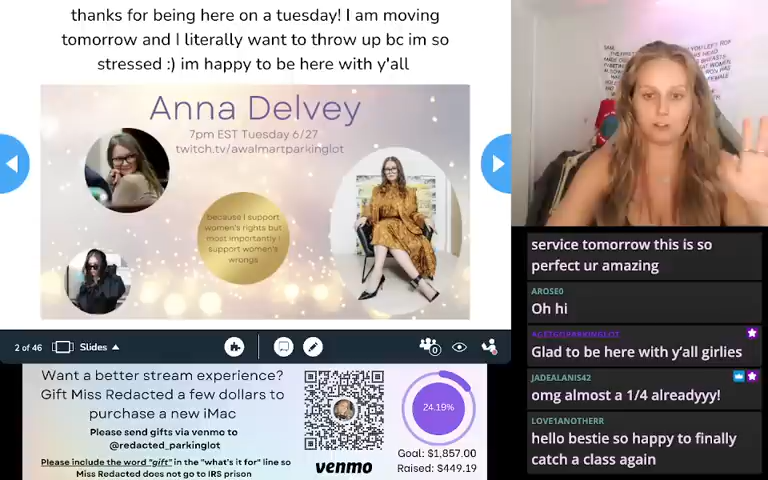 thanks for being here on a tuesday! I am moving
tomorrow and I literally want to throw up bc im so
stressed :) im happy to be here with y'all
Anna Delvey
7pm EST Tuesday 6/27
twitch.tv/awalmartparkinglot
because I support
women's rights but
most importantly I
support women's
wrongs
2 of 46
Slides
0
Want a better stream experience?
Gift Miss Redacted a few dollars to
purchase a new iMac
Please send gifts via venmo to
@redacted_parkinglot
Please include the word "gift" in the "what's it for" line so
Miss Redacted does not go to IRS prison
venmo
24.19%
Goal: $1,857.00
Raised: $449.19
service tomorrow this is so
perfect ur amazing
AROSE0
Oh hi
Glad to be here with y'all girlies
JADEALANIS42
omg almost a 1/4 alreadyyy!
LOVE1ANOTHERR
hello bestie so happy to finally
catch a class again